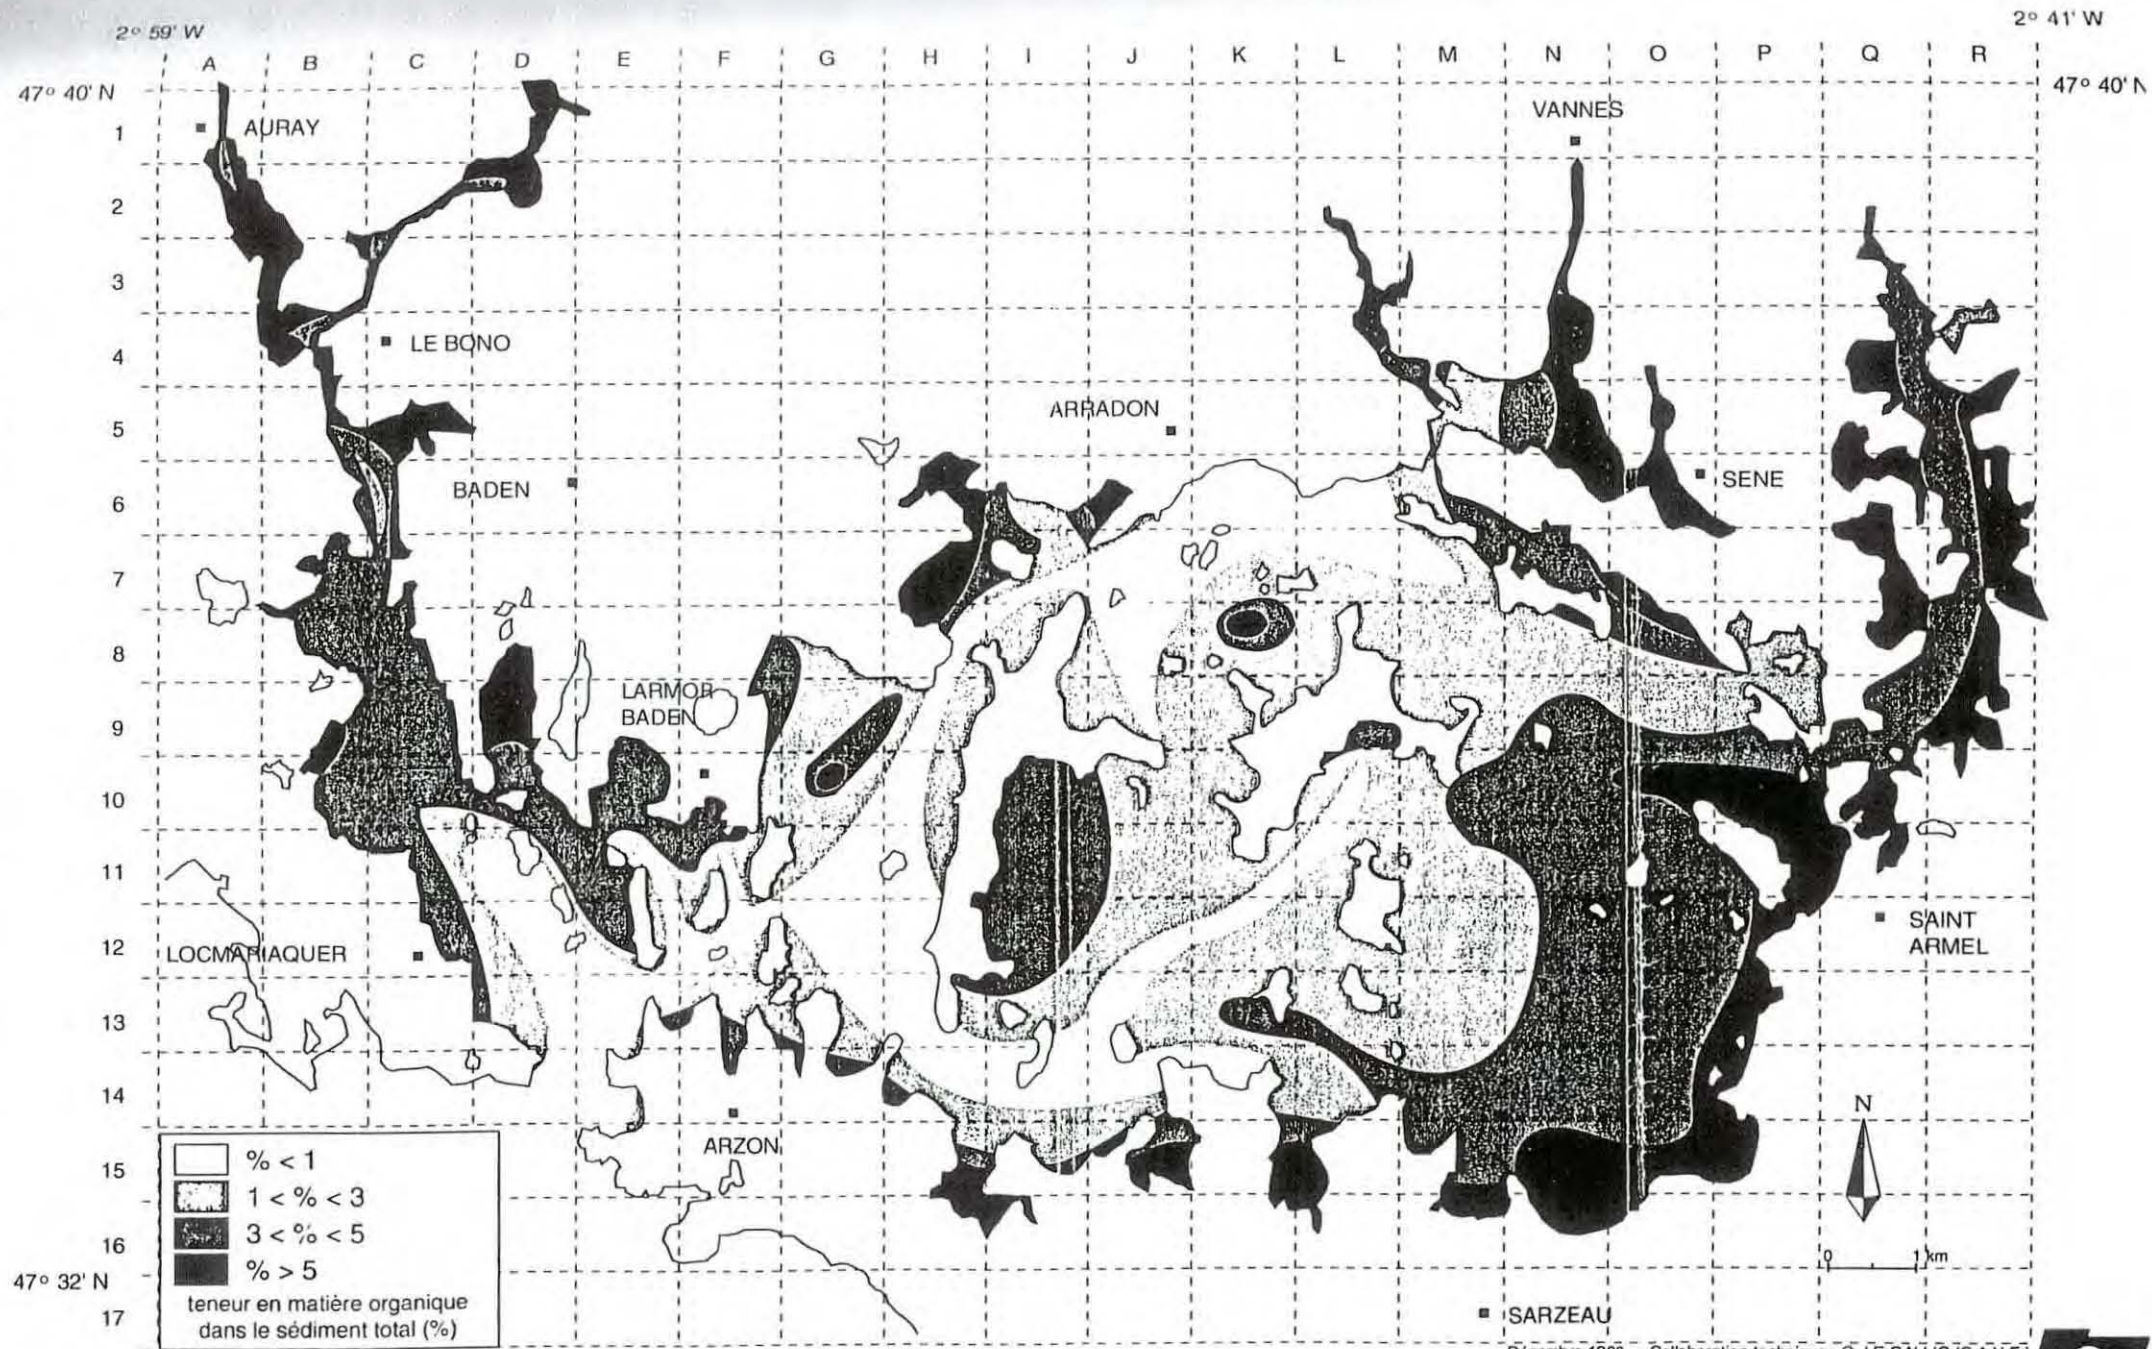 2° 59' W
2° 41' W
A B C D E F G H I J K L M N O P Q R
47° 40' N
47° 40' N
1
AURAY
VANNES
2
3
4
LE BONO
5
ARRADON
BADEN
SENE
6
7
8
LARMOR
BADEN
9
10
11
SAINT
ARMEL
12
LOCMARIAQUER
13
14
N
ARZON
15
% < 1
1 < % < 3
3 < % < 5
% > 5
teneur en matière organique
dans le sédiment total (%)
16
0 1 km
47° 32' N
17
SARZEAU